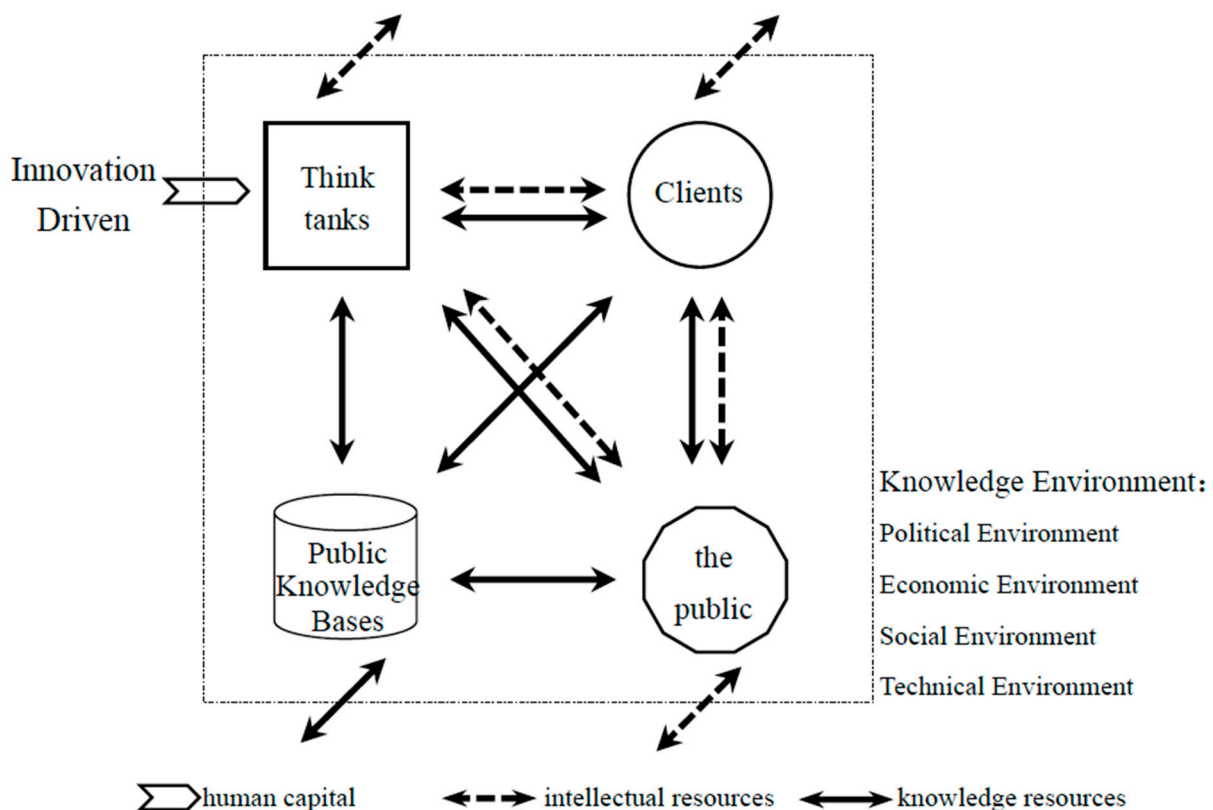 Innovation
Driven
Think
tanks
Clients
Public
Knowledge
Bases
the
public
Knowledge Environment：
Political Environment
Economic Environment
Social Environment
Technical Environment
human capital
intellectual resources
knowledge resources